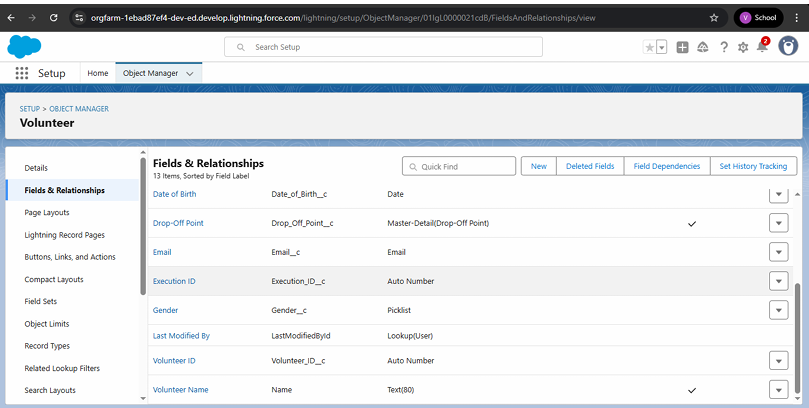 orgfarm-1ebad87ef4-dev-ed.develop.lightning.force.com/lightning/setup/ObjectManager/01IgL0000021cdB/FieldsAndRelationships/view
V School
Search Setup
2
Setup Home Object Manager
SETUP > OBJECT MANAGER
Volunteer
Details
Fields & Relationships
Page Layouts
Lightning Record Pages
Buttons, Links, and Actions
Compact Layouts
Field Sets
Object Limits
Record Types
Related Lookup Filters
Search Layouts
Fields & Relationships
13 Items, Sorted by Field Label
Quick Find New Deleted Fields Field Dependencies Set History Tracking
Date of Birth Date_of_Birth__c Date
Drop-Off Point Drop_Off_Point__c Master-Detail(Drop-Off Point)
Email Email__c Email
Execution ID Execution_ID__c Auto Number
Gender Gender__c Picklist
Last Modified By LastModifiedById Lookup(User)
Volunteer ID Volunteer_ID__c Auto Number
Volunteer Name Name Text(80)